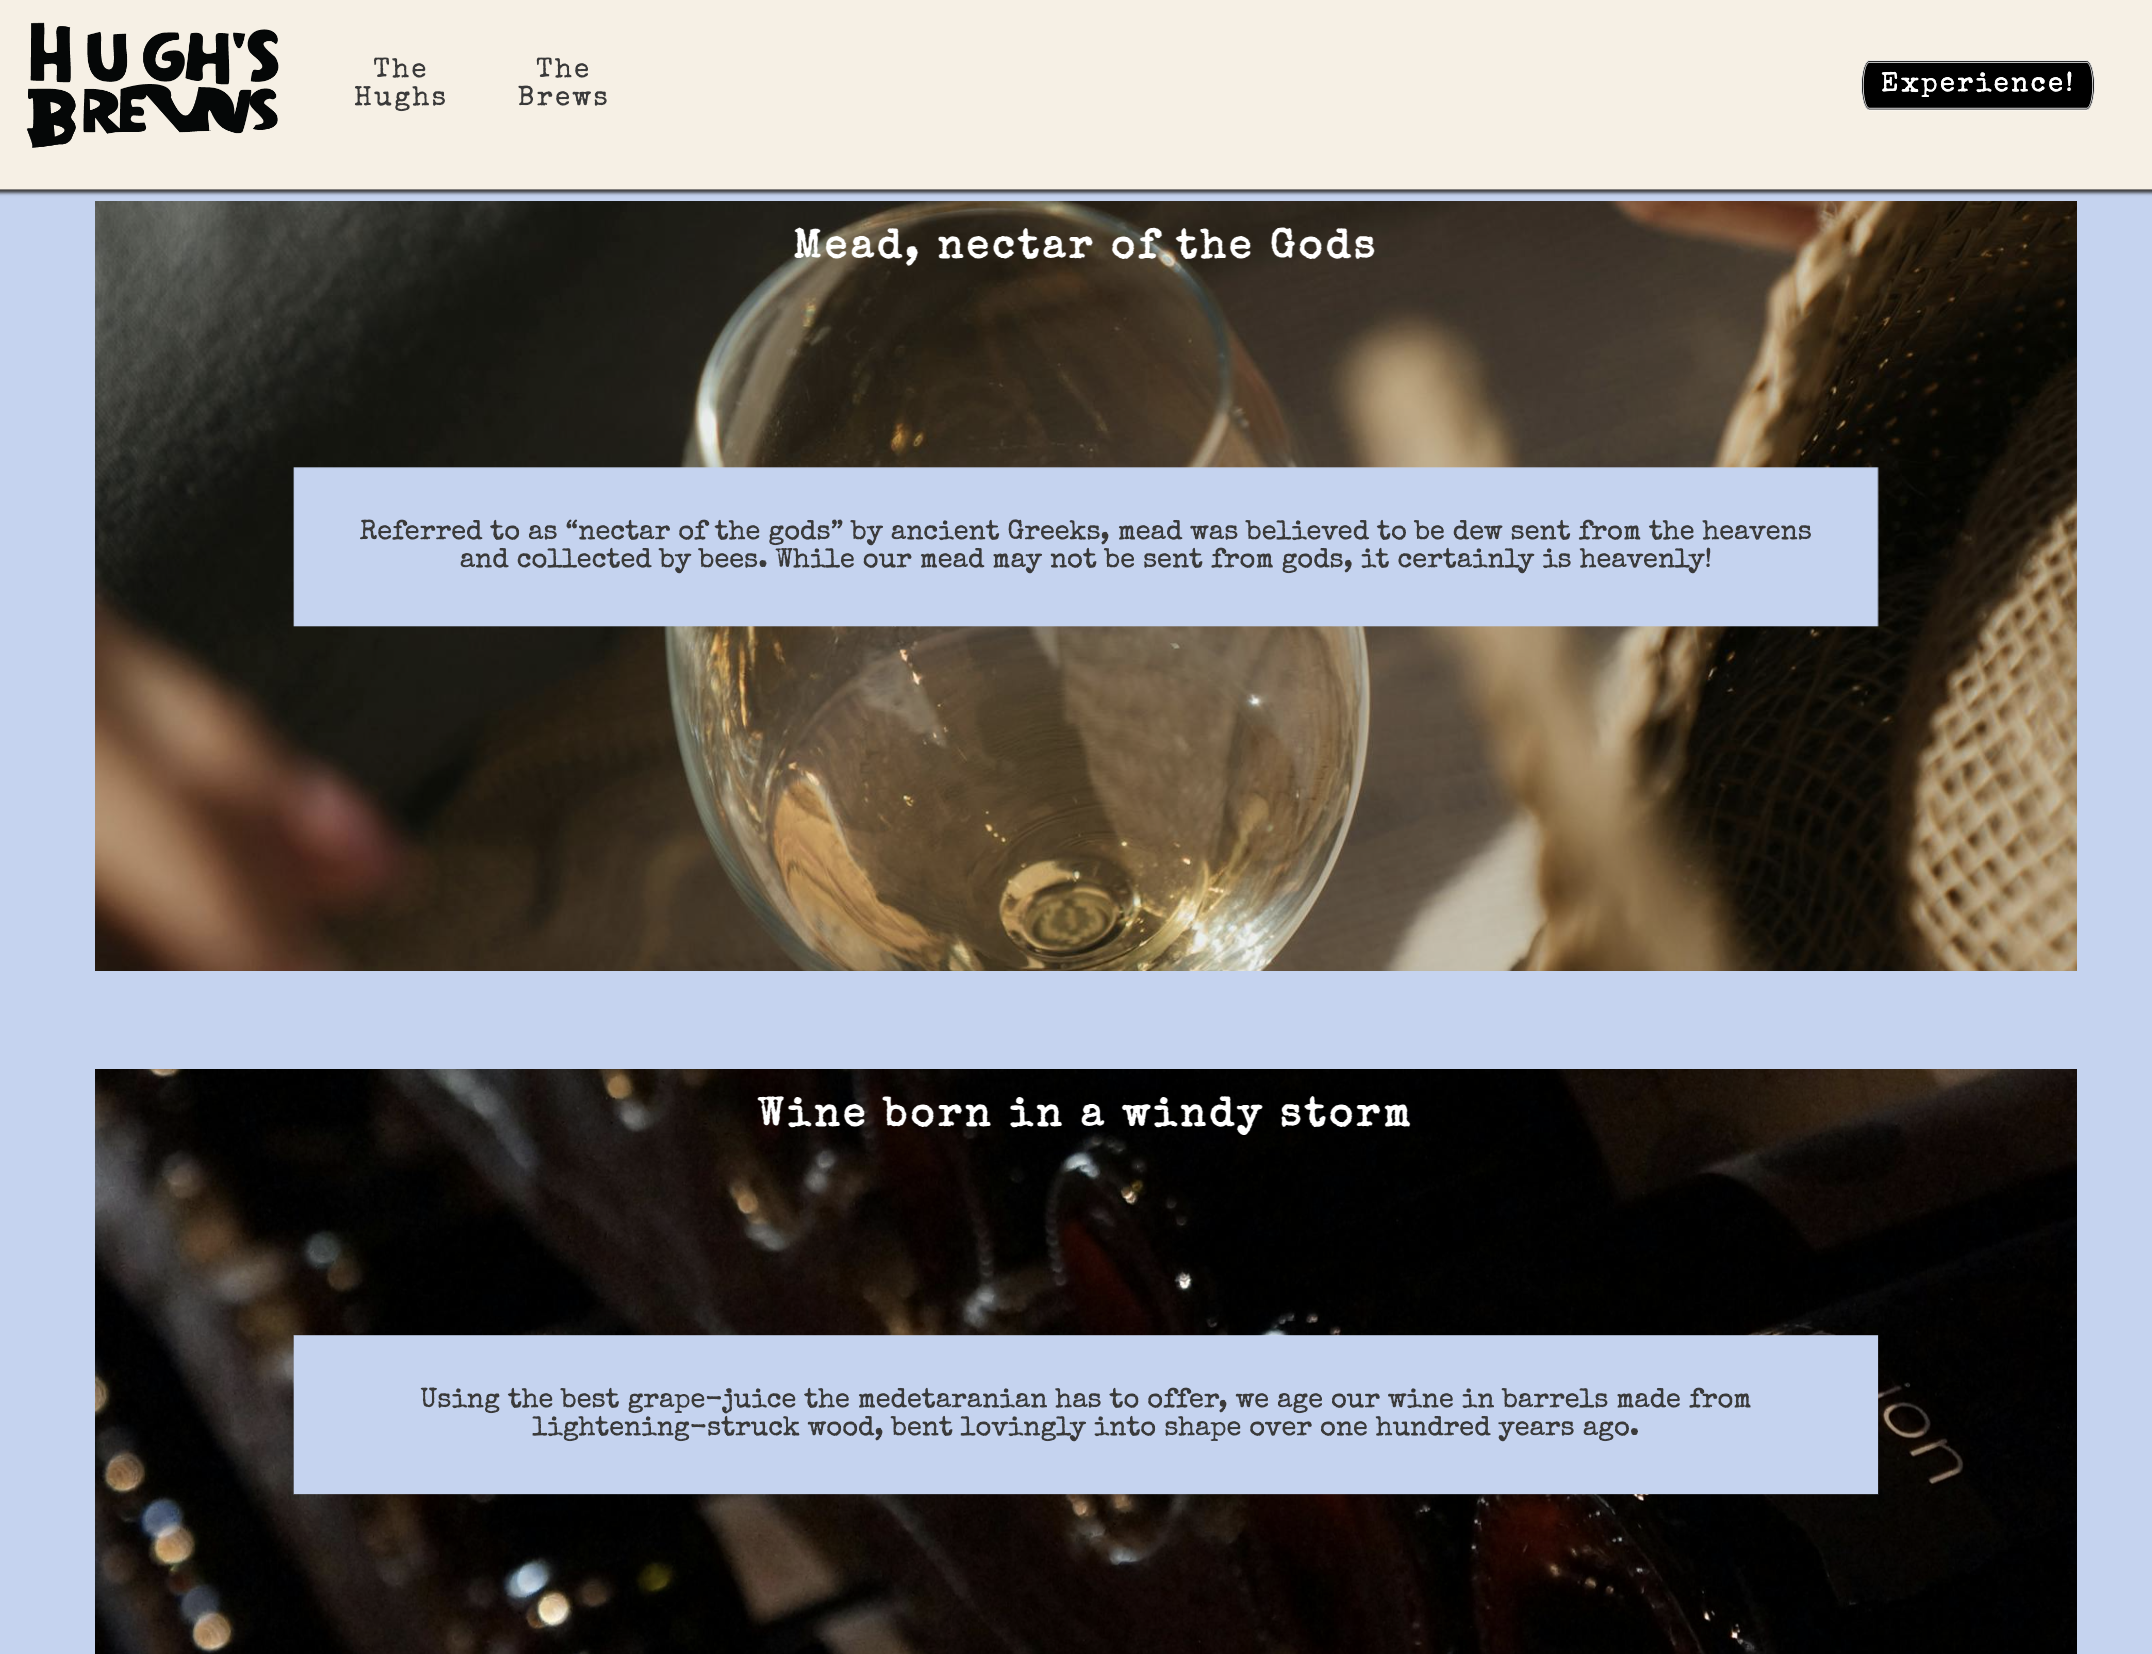 HUGH'S
BREWS
The
Hughs
The
Brews
Experience!
Mead, nectar of the Gods
Referred to as “nectar of the gods” by ancient Greeks, mead was believed to be dew sent from the heavens
and collected by bees. While our mead may not be sent from gods, it certainly is heavenly!
Wine born in a windy storm
Using the best grape-juice the medetaranian has to offer, we age our wine in barrels made from
lightening-struck wood, bent lovingly into shape over one hundred years ago.
ion